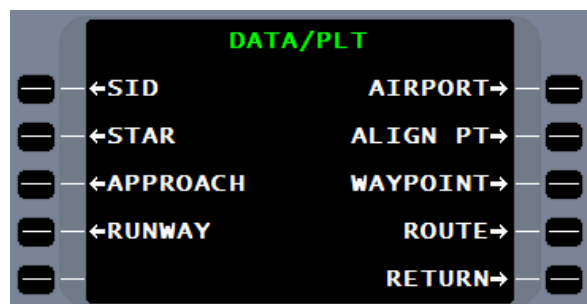 DATA/PLT
←SID AIRPORT→
←STAR ALIGN PT→
←APPROACH WAYPOINT→
←RUNWAY ROUTE→
RETURN→